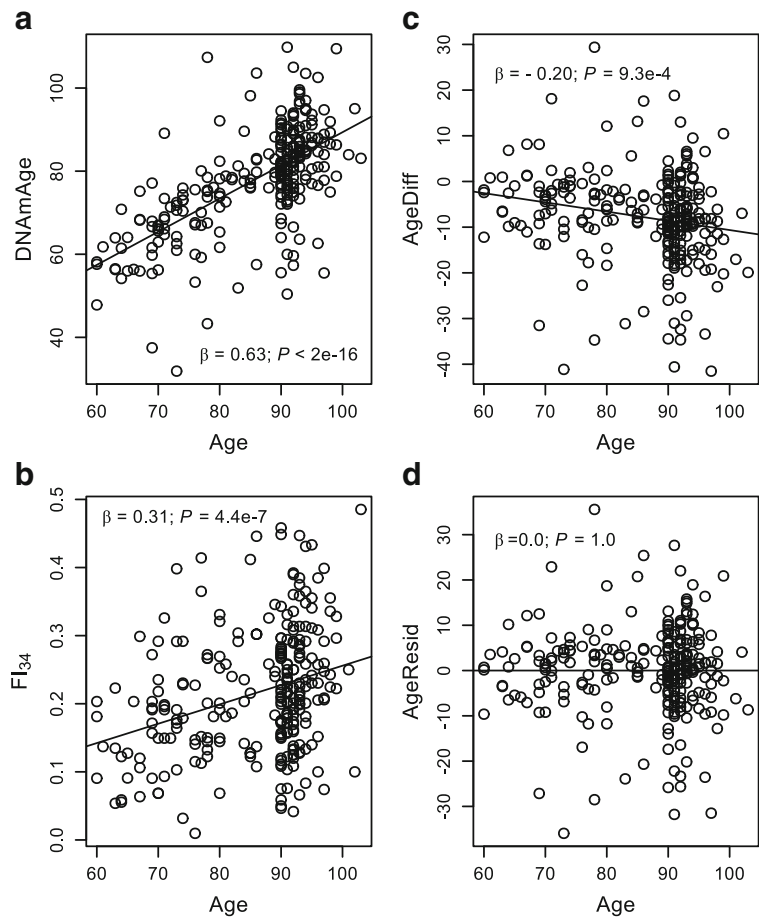 a
100
80
60
40
DNAmAge
β = 0.63; P < 2e-16
60 70 80 90 100
Age
c
30
20
10
0
-10
-20
-30
-40
AgeDiff
β = - 0.20; P = 9.3e-4
60 70 80 90 100
Age
b
0.5
0.4
0.3
0.2
0.1
0.0
FI34
β = 0.31; P = 4.4e-7
60 70 80 90 100
Age
d
30
20
10
0
-10
-20
-30
AgeResid
β=0.0; P = 1.0
60 70 80 90 100
Age